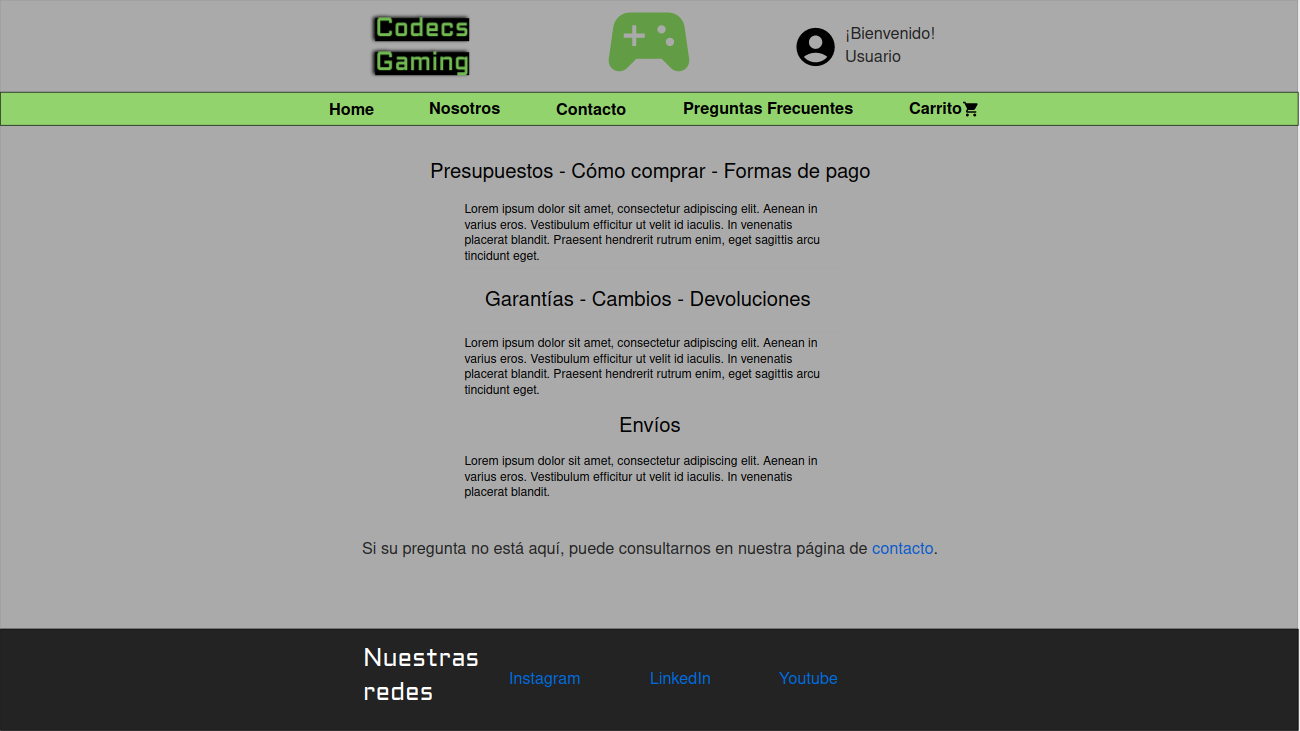 Codecs
Gaming
¡Bienvenido!
Usuario
Home Nosotros Contacto Preguntas Frecuentes Carrito
Presupuestos - Cómo comprar - Formas de pago
Lorem ipsum dolor sit amet, consectetur adipiscing elit. Aenean in
varius eros. Vestibulum efficitur ut velit id iaculis. In venenatis
placerat blandit. Praesent hendrerit rutrum enim, eget sagittis arcu
tincidunt eget.
Garantías - Cambios - Devoluciones
Lorem ipsum dolor sit amet, consectetur adipiscing elit. Aenean in
varius eros. Vestibulum efficitur ut velit id iaculis. In venenatis
placerat blandit. Praesent hendrerit rutrum enim, eget sagittis arcu
tincidunt eget.
Envíos
Lorem ipsum dolor sit amet, consectetur adipiscing elit. Aenean in
varius eros. Vestibulum efficitur ut velit id iaculis. In venenatis
placerat blandit.
Si su pregunta no está aquí, puede consultarnos en nuestra página de contacto.
Nuestras
redes
Instagram LinkedIn Youtube